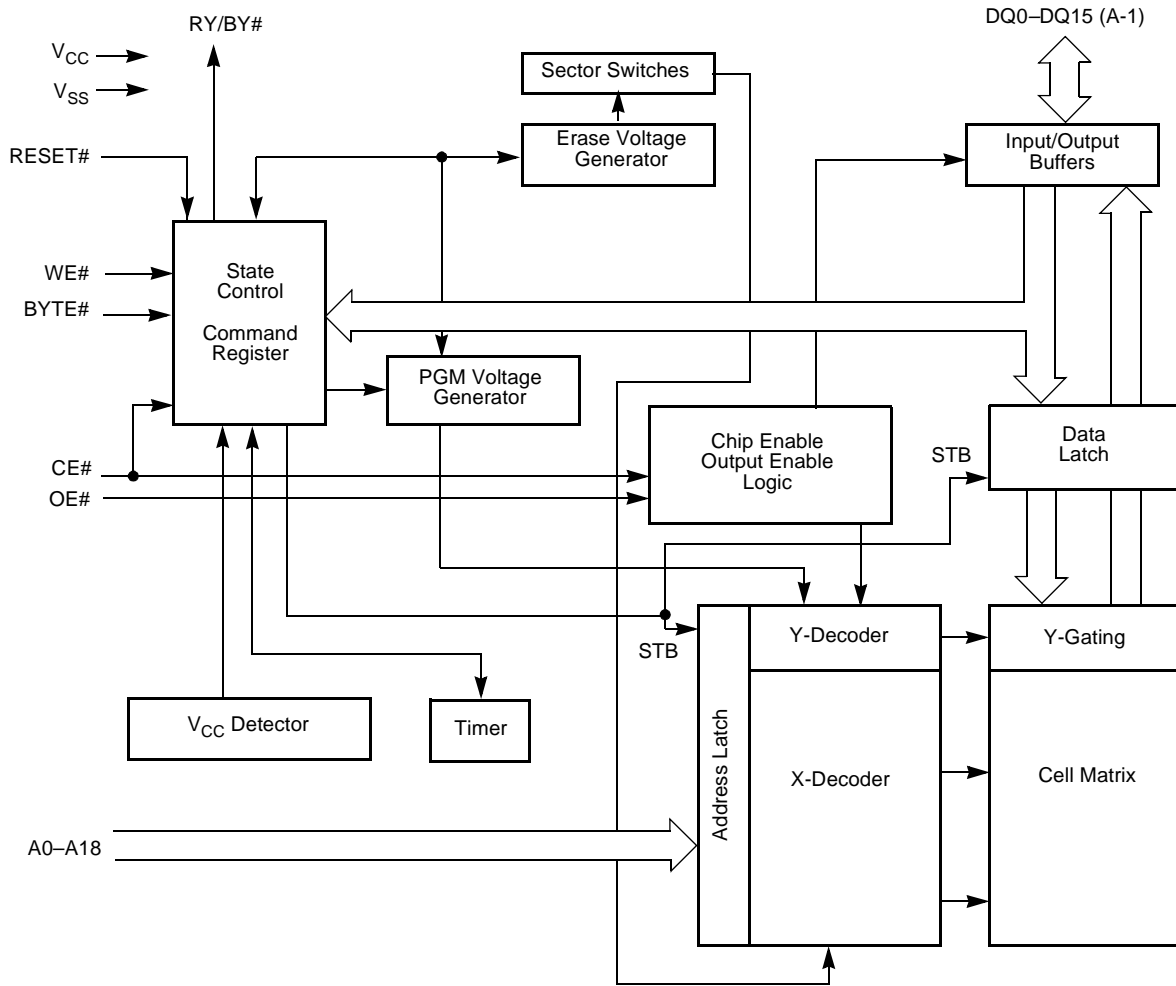 RY/BY#
DQ0–DQ15 (A-1)
VCC
VSS
Sector Switches
RESET#
Erase Voltage
Generator
Input/Output
Buffers
WE#
BYTE#
State
Control
Command
Register
PGM Voltage
Generator
Chip Enable
Output Enable
Logic
Data
Latch
STB
CE#
OE#
STB
Y-Decoder
Y-Gating
VCC Detector
Timer
Address Latch
X-Decoder
Cell Matrix
A0–A18